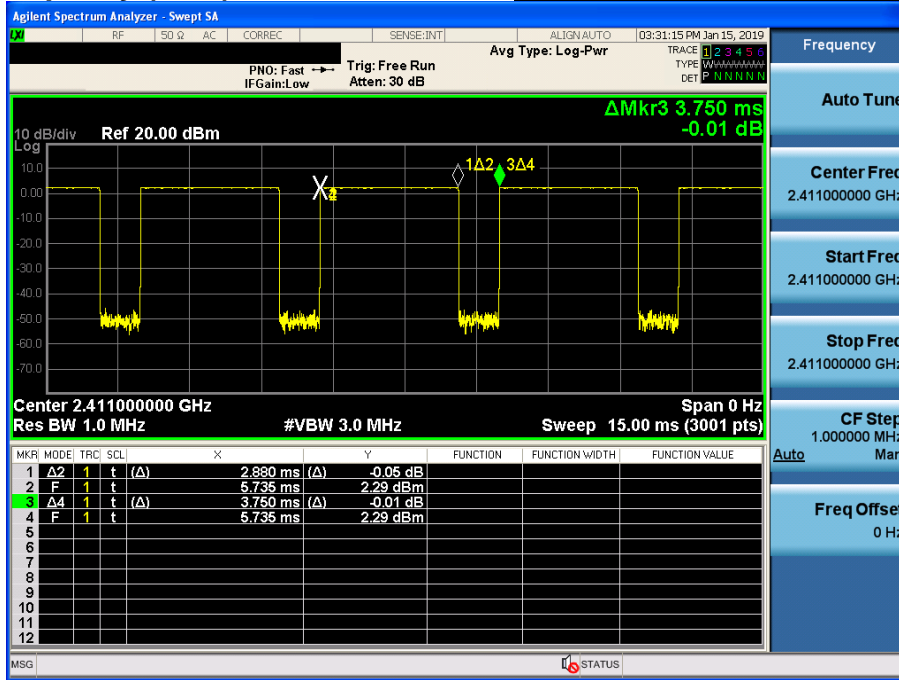 Agilent Spectrum Analyzer - Swept SA
LXI RF 50 Ω AC CORREC SENSE:INT ALIGN AUTO 03:31:15 PM Jan 15, 2019
PNO: Fast
IFGain:Low
Trig: Free Run
Atten: 30 dB
Avg Type: Log-Pwr
TRACE 1 2 3 4 5 6
TYPE WWWWWW
DET P N N N N N
ΔMkr3 3.750 ms
-0.01 dB
10 dB/div Ref 20.00 dBm
Log
10.0
0.00
-10.0
-20.0
-30.0
-40.0
-50.0
-60.0
-70.0
1Δ2 3Δ4
Center 2.411000000 GHz Span 0 Hz
Res BW 1.0 MHz #VBW 3.0 MHz Sweep 15.00 ms (3001 pts)
MKR MODE TRC SCL X Y FUNCTION FUNCTION WIDTH FUNCTION VALUE
1 Δ2 1 t (Δ) 2.880 ms (Δ) -0.05 dB
2 F 1 t 5.735 ms 2.29 dBm
3 Δ4 1 t (Δ) 3.750 ms (Δ) -0.01 dB
4 F 1 t 5.735 ms 2.29 dBm
5
6
7
8
9
10
11
12
MSG STATUS
Frequency
Auto Tune
Center Freq
2.411000000 GHz
Start Freq
2.411000000 GHz
Stop Freq
2.411000000 GHz
CF Step
1.000000 MHz
Auto Man
Freq Offset
0 Hz